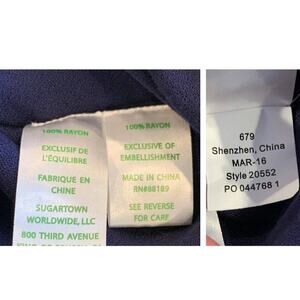 100% RAYON
EXCLUSIF DE
L'ÉQUILIBRE
FABRIQUE EN
CHINE
SUGARTOWN
WORLDWIDE, LLC
800 THIRD AVENUE
100% RAYON
EXCLUSIVE OF
EMBELLISHMENT
MADE IN CHINA
RN#88189
SEE REVERSE
FOR CARE
679
Shenzhen, China
MAR-16
Style 20552
PO 044768 1